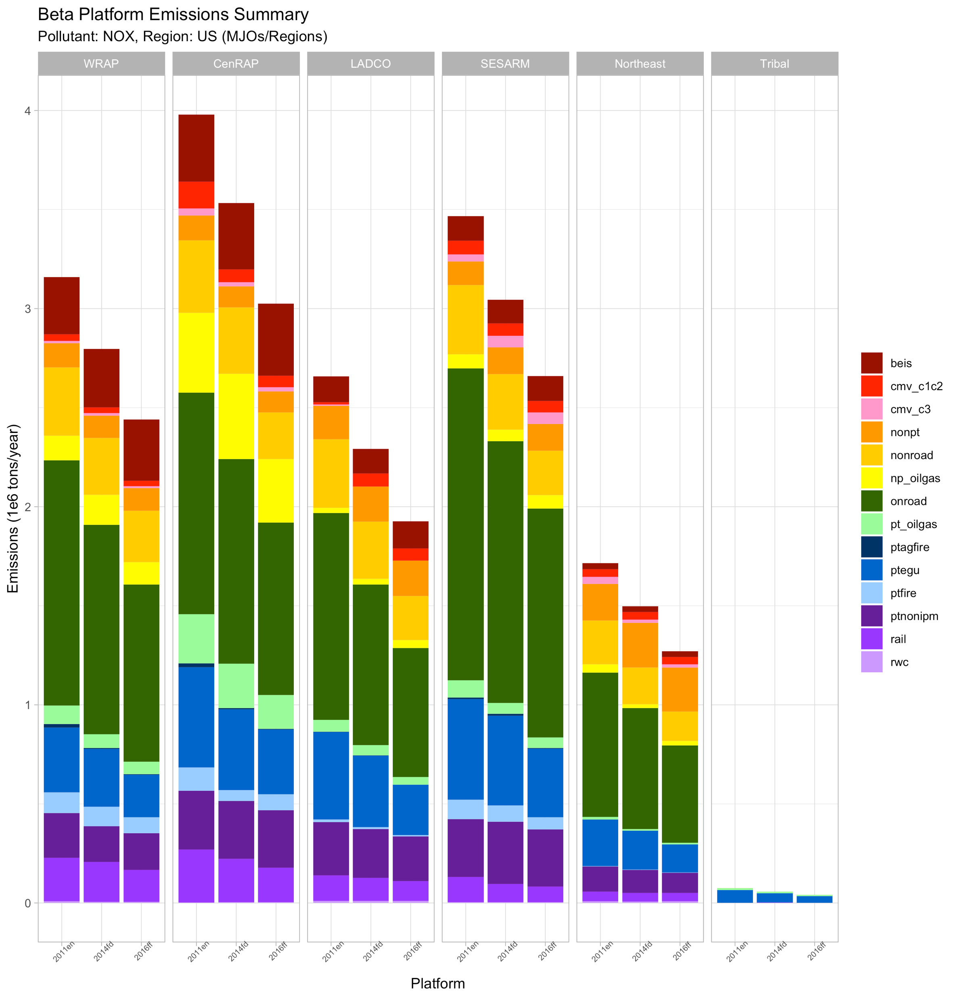 Beta Platform Emissions Summary
Pollutant: NOX, Region: US (MJOs/Regions)
WRAP CenRAP LADCO SESARM Northeast Tribal
4
3
2
1
0
Emissions (1e6 tons/year)
2011en 2014fd 2016ff 2011en 2014fd 2016ff 2011en 2014fd 2016ff 2011en 2014fd 2016ff 2011en 2014fd 2016ff 2011en 2014fd 2016ff
Platform
beis
cmv_c1c2
cmv_c3
nonpt
nonroad
np_oilgas
onroad
pt_oilgas
ptagfire
ptegu
ptfire
ptnonipm
rail
rwc